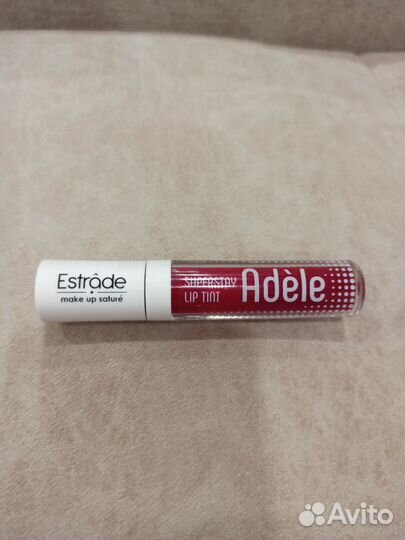 Estrâde
make up saturé
SUPERSTAY
LIP TINT
Adèle
Avito